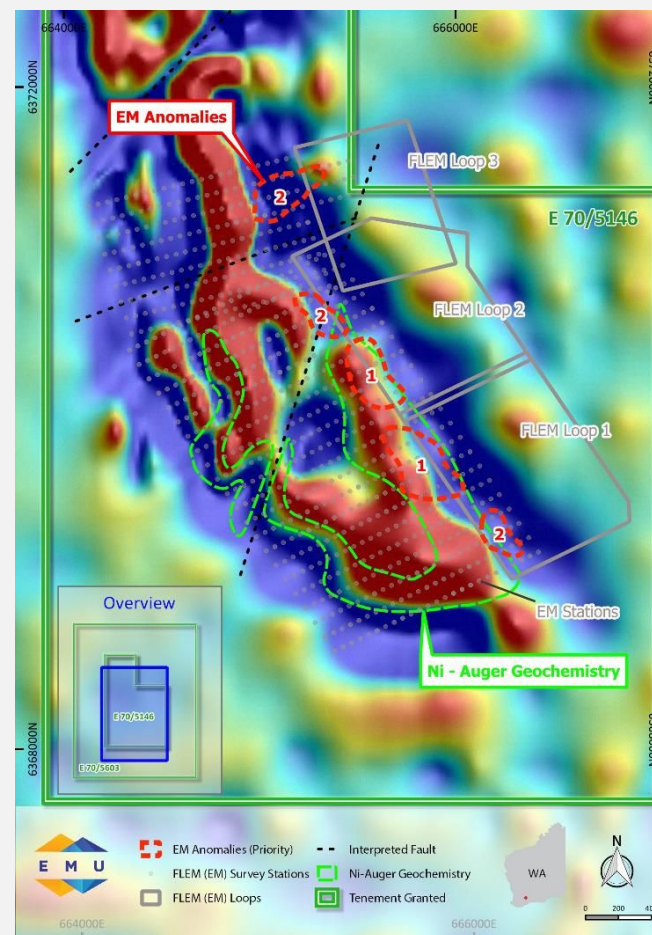 664000E
666000E
6372000N
EM Anomalies
FLEM Loop 3
2
E 70/5146
FLEM Loop 2
2
1
FLEM Loop 1
1
2
EM Stations
Overview
E 70/5146
E 70/5603
Ni - Auger Geochemistry
6368000N
EMU
EM Anomalies (Priority)
Interpreted Fault
FLEM (EM) Survey Stations
Ni-Auger Geochemistry
FLEM (EM) Loops
Tenement Granted
WA
N
0 200
664000E
666000E